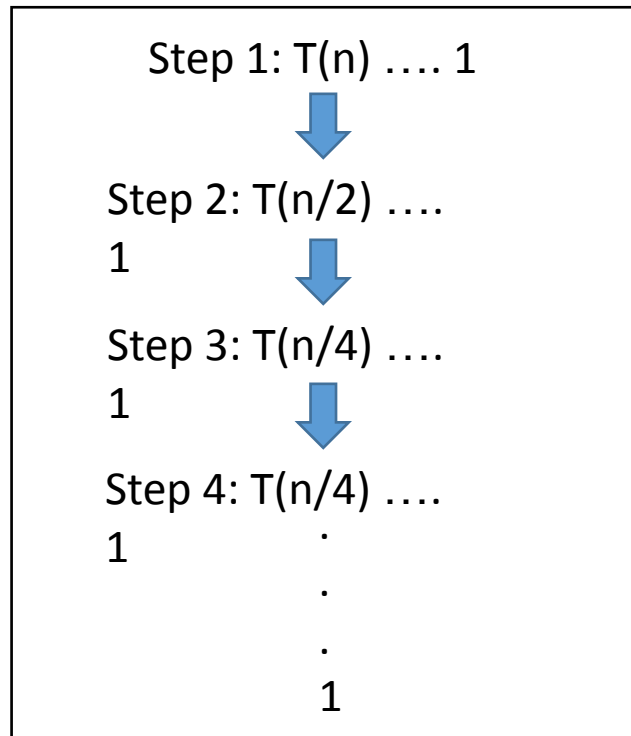 Step 1: T(n) …. 1
Step 2: T(n/2) ….
1
Step 3: T(n/4) ….
1
Step 4: T(n/4) ….
1
.
.
.
1